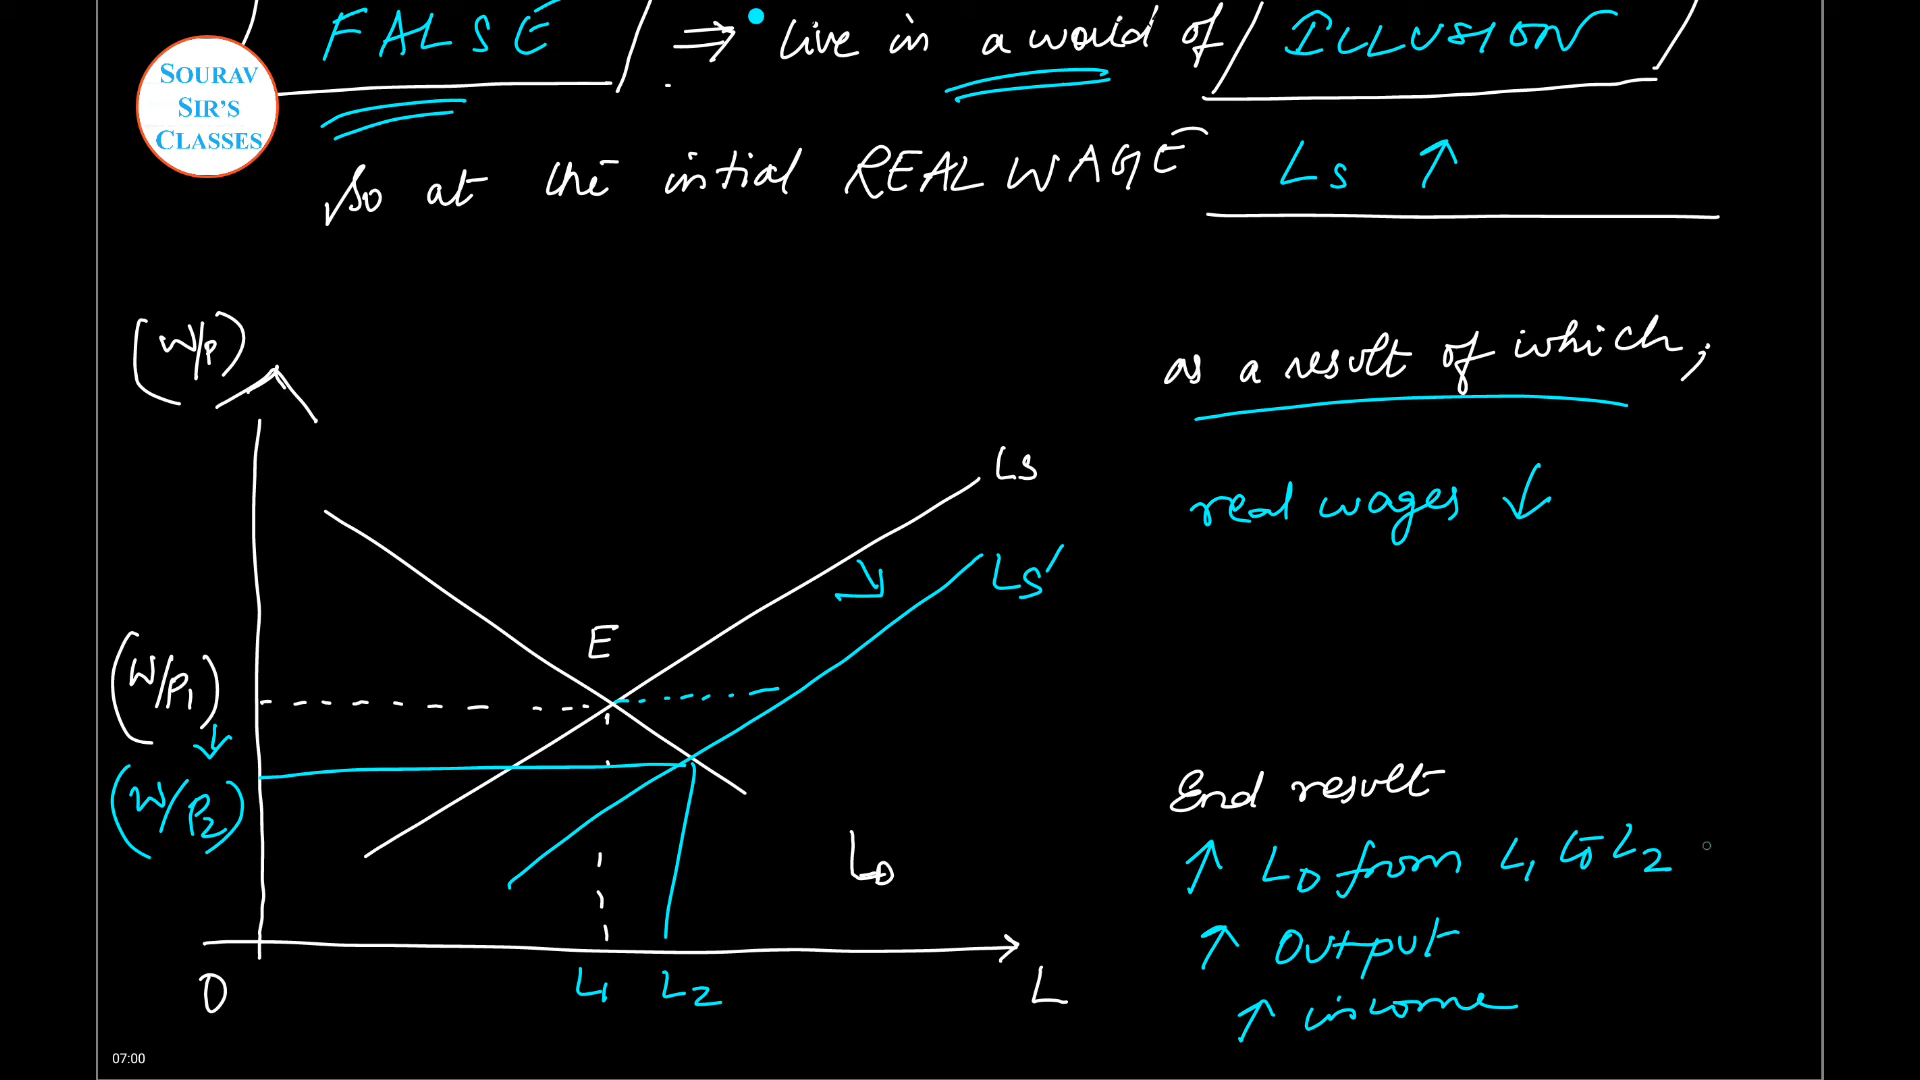 FALSE ⇒ • live in a world of ILLUSION
SOURAV
SIR'S
CLASSES
So at the initial REAL WAGE Ls ↑
(W/P)
as a result of which,
Ls
real wages ↓
Ls'
E
(W/P1)
↓
(W/P2)
End result
LD
↑ LD from L1 to L2
↑ Output
L1 L2 L
O
↑ income
07:00